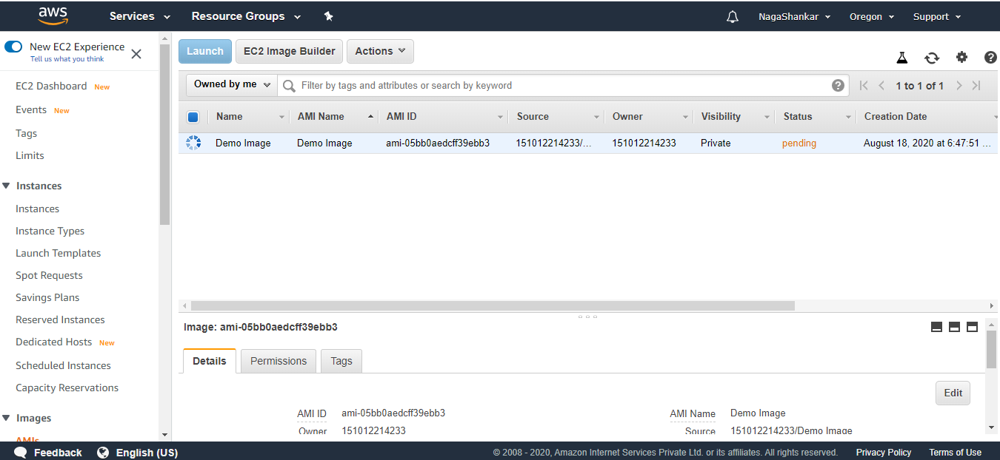 aws Services Resource Groups NagaShankar Oregon Support
New EC2 Experience
Tell us what you think
EC2 Dashboard New
Events New
Tags
Limits
Instances
Instances
Instance Types
Launch Templates
Spot Requests
Savings Plans
Reserved Instances
Dedicated Hosts New
Scheduled Instances
Capacity Reservations
Images
AMIs
Launch EC2 Image Builder Actions
Owned by me Filter by tags and attributes or search by keyword 1 to 1 of 1
Name AMI Name AMI ID Source Owner Visibility Status Creation Date
Demo Image Demo Image ami-05bb0aedcff39ebb3 151012214233/... 151012214233 Private pending August 18, 2020 at 6:47:51 ...
Image: ami-05bb0aedcff39ebb3
Details Permissions Tags
Edit
AMI ID ami-05bb0aedcff39ebb3 AMI Name Demo Image
Owner 151012214233 Source 151012214233/Demo Image
Feedback English (US) © 2008 - 2020, Amazon Internet Services Private Ltd. or its affiliates. All rights reserved. Privacy Policy Terms of Use